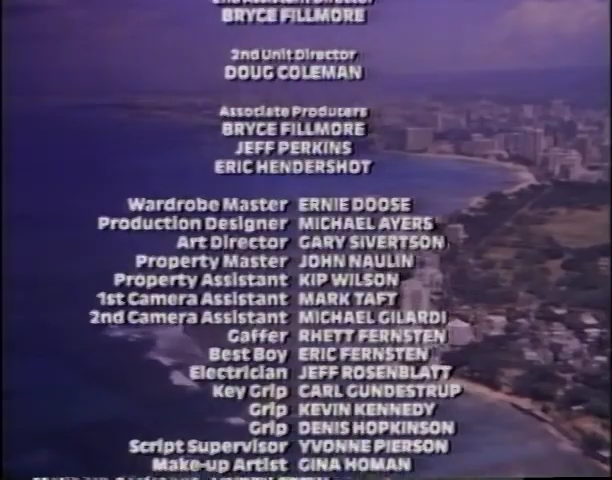 2nd Assistant Director
BRYCE FILLMORE
2nd Unit Director
DOUG COLEMAN
Associate Producers
BRYCE FILLMORE
JEFF PERKINS
ERIC HENDERSHOT
Wardrobe Master ERNIE DOOSE
Production Designer MICHAEL AYERS
Art Director GARY SIVERTSON
Property Master JOHN NAULIN
Property Assistant KIP WILSON
1st Camera Assistant MARK TAFT
2nd Camera Assistant MICHAEL GILARDI
Gaffer RHETT FERNSTEN
Best Boy ERIC FERNSTEN
Electrician JEFF ROSENBLATT
Key Grip CARL GUNDESTRUP
Grip KEVIN KENNEDY
Grip DENIS HOPKINSON
Script Supervisor YVONNE PIERSON
Make-up Artist GINA HOMAN